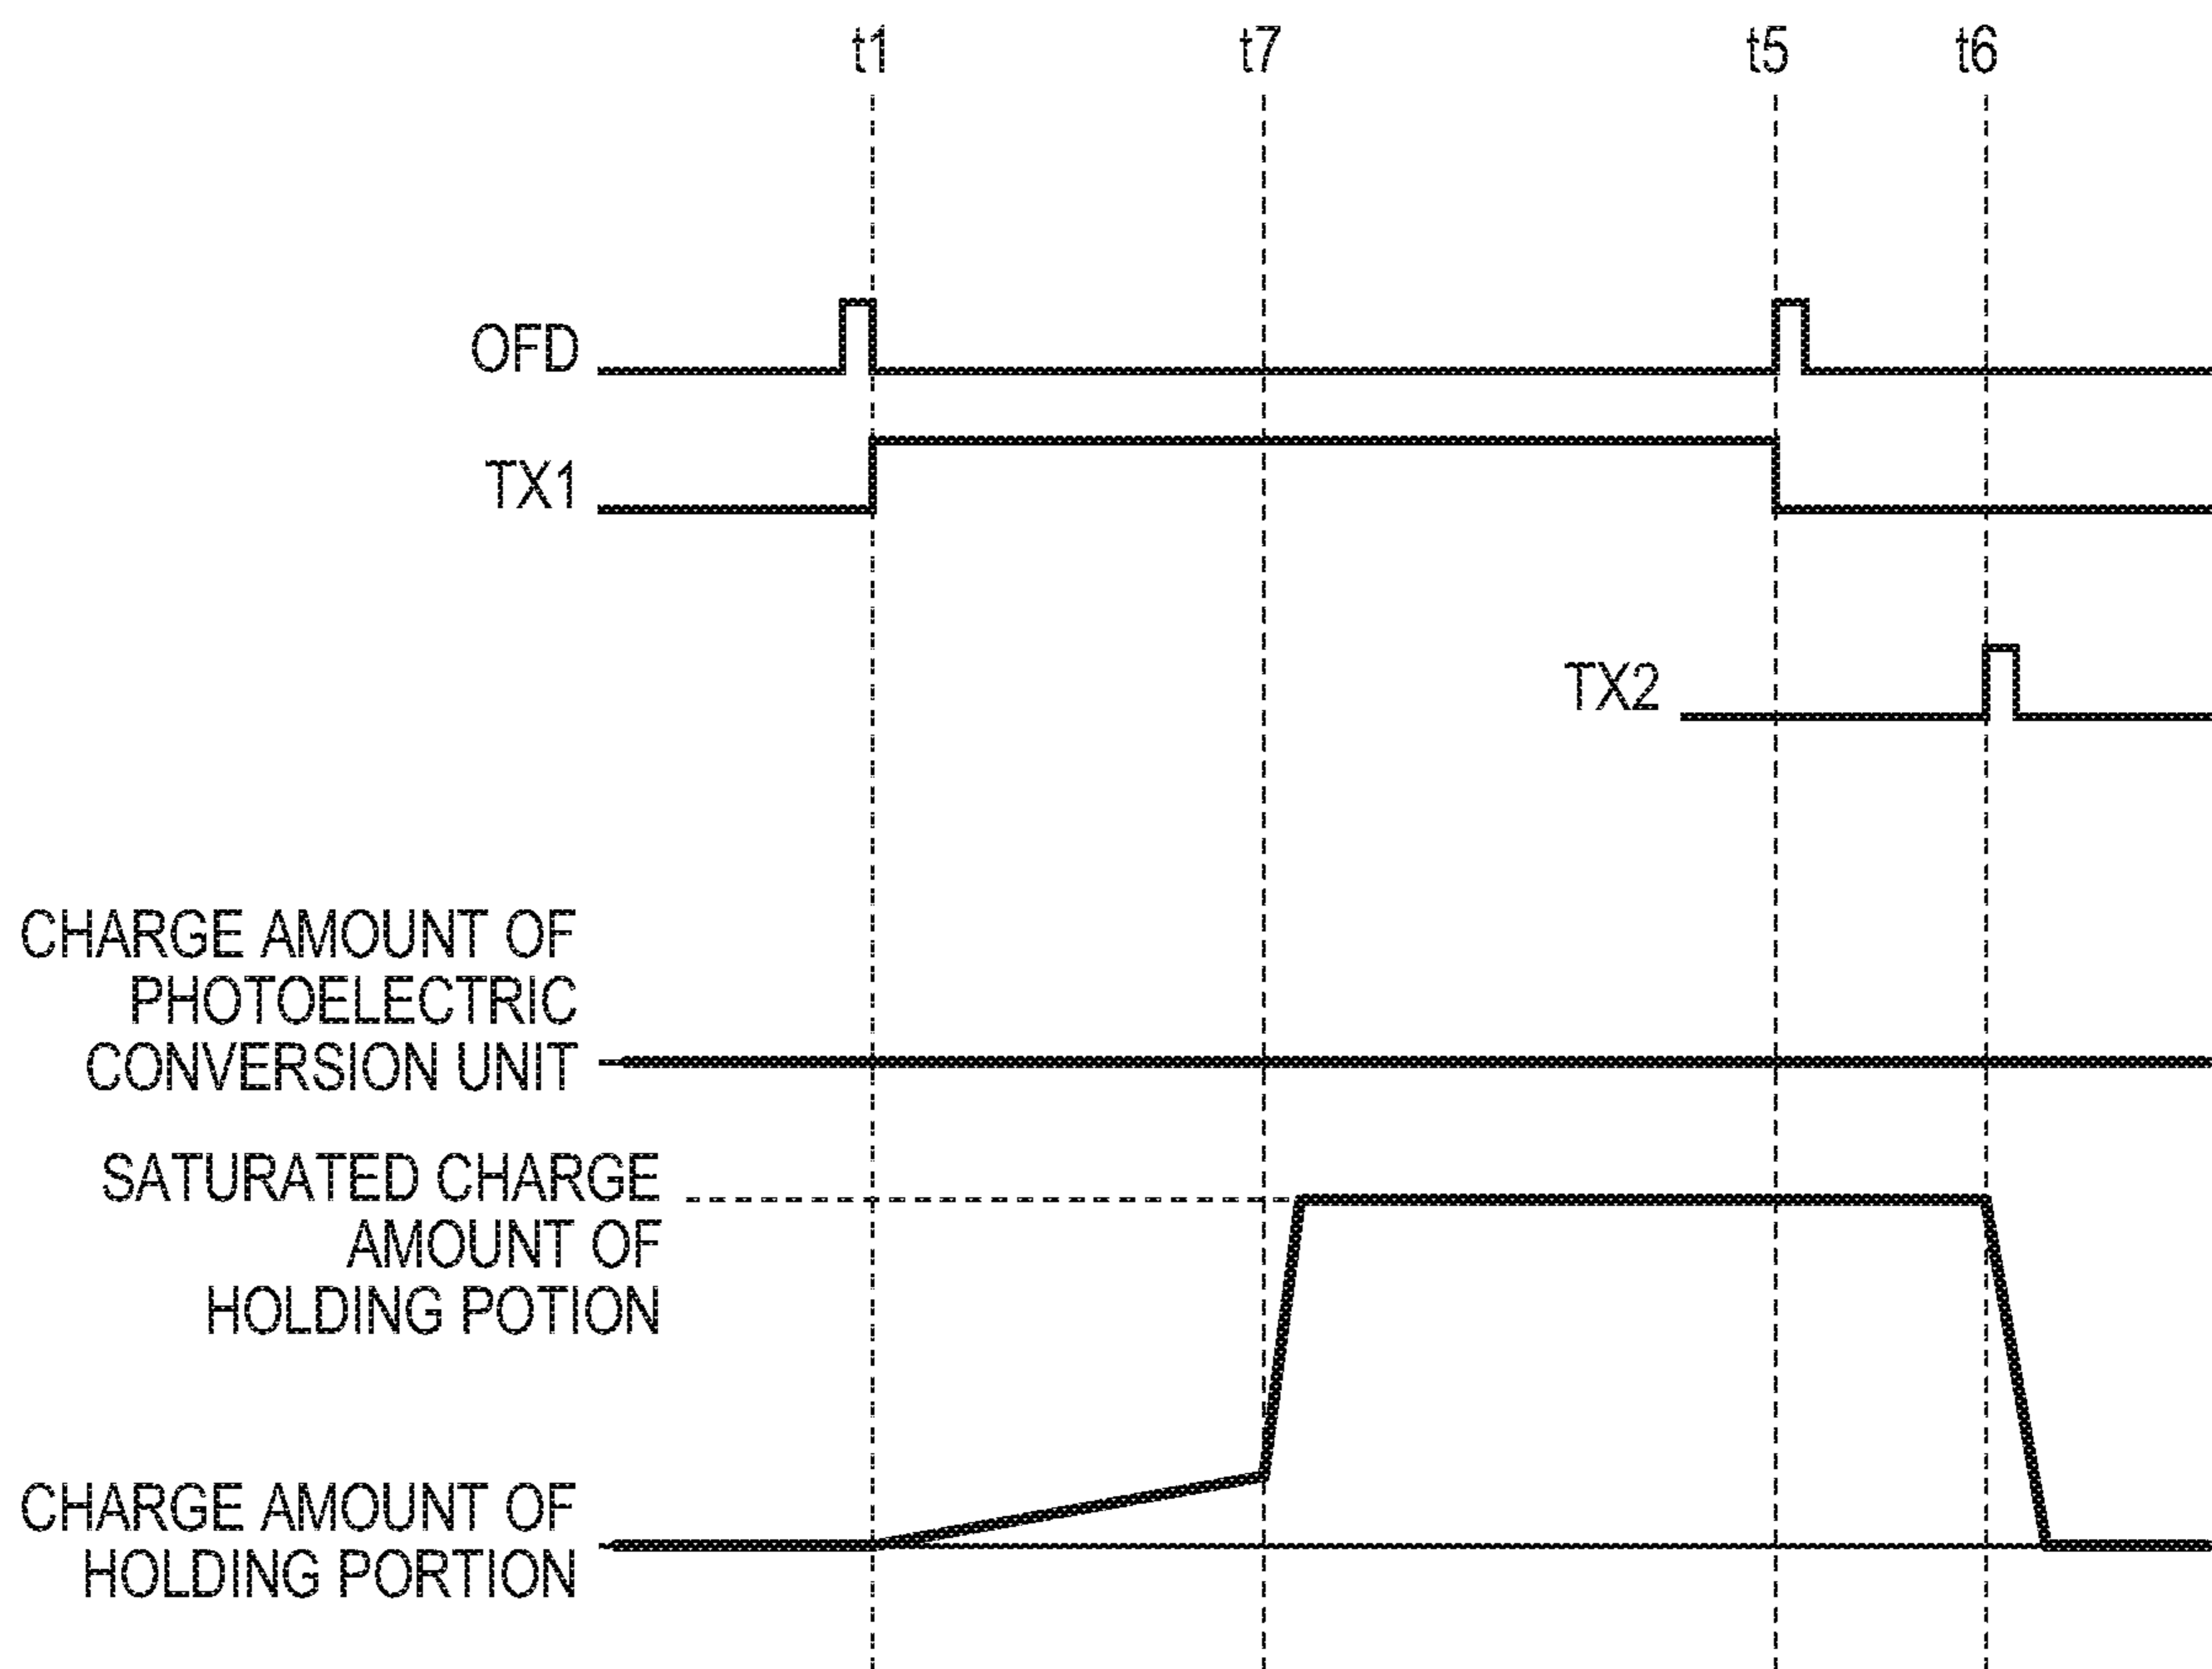 t1 t7 t5 t6
OFD
TX1
TX2
CHARGE AMOUNT OF
PHOTOELECTRIC
CONVERSION UNIT
SATURATED CHARGE
AMOUNT OF
HOLDING POTION
CHARGE AMOUNT OF
HOLDING PORTION